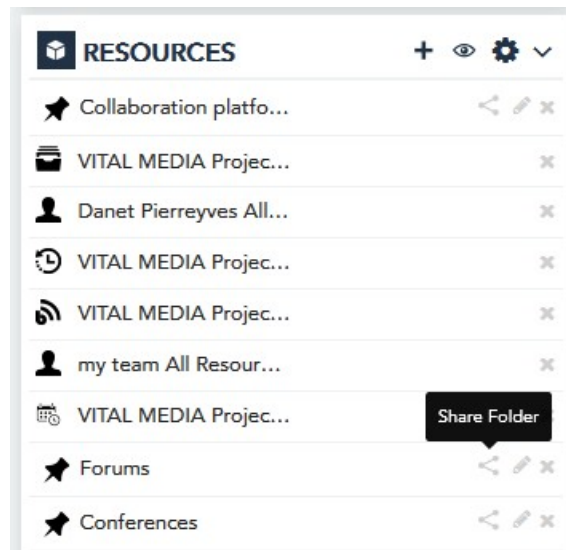 RESOURCES
Collaboration platfo...
VITAL MEDIA Projec...
Danet Pierreyves All...
VITAL MEDIA Projec...
VITAL MEDIA Projec...
my team All Resour...
VITAL MEDIA Projec...
Share Folder
Forums
Conferences